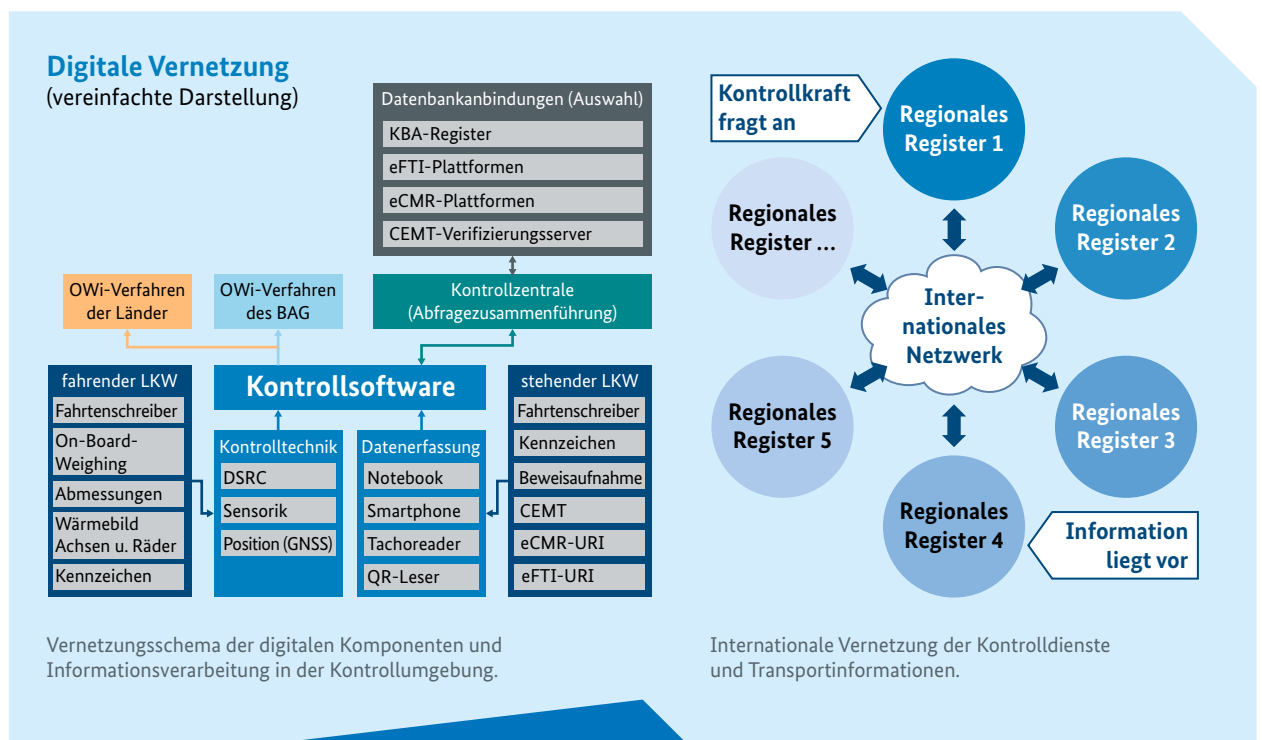 Digitale Vernetzung
(vereinfachte Darstellung)
Datenbankanbindungen (Auswahl)
KBA-Register
eFTI-Plattformen
eCMR-Plattformen
CEMT-Verifizierungsserver
OWi-Verfahren
der Länder
OWi-Verfahren
des BAG
Kontrollzentrale
(Abfragezusammenführung)
fahrender LKW
Fahrtenschreiber
On-Board-
Weighing
Abmessungen
Wärmebild
Achsen u. Räder
Kennzeichen
Kontrollsoftware
Kontrolltechnik
DSRC
Sensorik
Position (GNSS)
Datenerfassung
Notebook
Smartphone
Tachoreader
QR-Leser
stehender LKW
Fahrtenschreiber
Kennzeichen
Beweisaufnahme
CEMT
eCMR-URI
eFTI-URI
Vernetzungsschema der digitalen Komponenten und
Informationsverarbeitung in der Kontrollumgebung.
Kontrollkraft
fragt an
Regionales
Register 1
Regionales
Register ...
Regionales
Register 2
Inter-
nationales
Netzwerk
Regionales
Register 5
Regionales
Register 3
Regionales
Register 4
Information
liegt vor
Internationale Vernetzung der Kontrolldienste
und Transportinformationen.